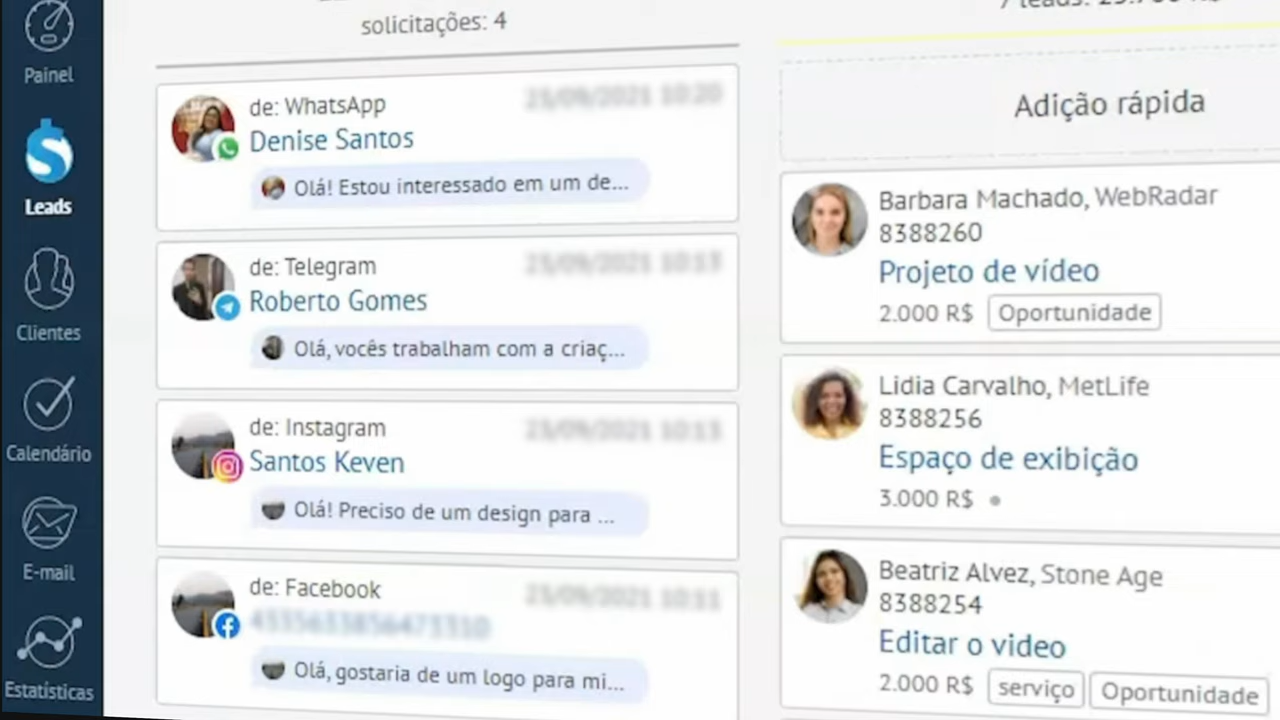 Painel
Leads
Clientes
Calendário
E-mail
Estatísticas
solicitações: 4
de: WhatsApp
Denise Santos
Olá! Estou interessado em um de...
de: Telegram
Roberto Gomes
Olá, vocês trabalham com a criaç...
de: Instagram
Santos Keven
Olá! Preciso de um design para ...
de: Facebook
Olá, gostaria de um logo para mi...
Adição rápida
Barbara Machado, WebRadar
8388260
Projeto de vídeo
2.000 R$ Oportunidade
Lidia Carvalho, MetLife
8388256
Espaço de exibição
3.000 R$
Beatriz Alvez, Stone Age
8388254
Editar o video
2.000 R$ serviço Oportunidade